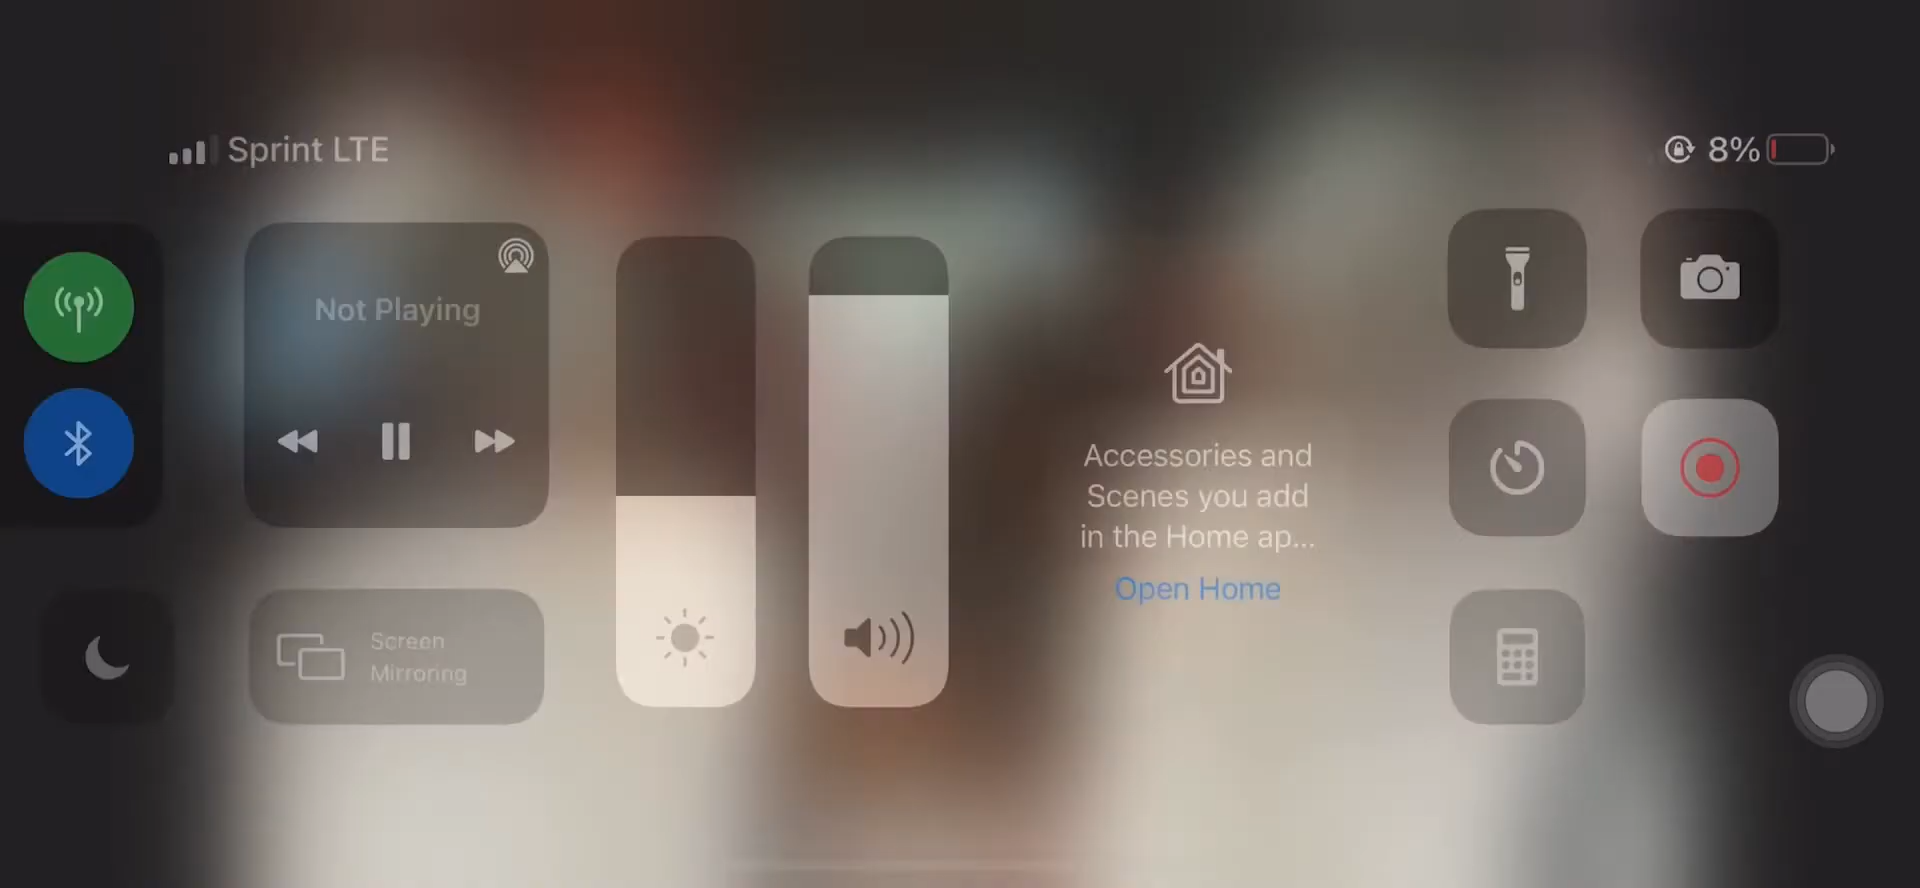 Sprint LTE
8%
Not Playing
Screen
Mirroring
Accessories and
Scenes you add
in the Home ap...
Open Home